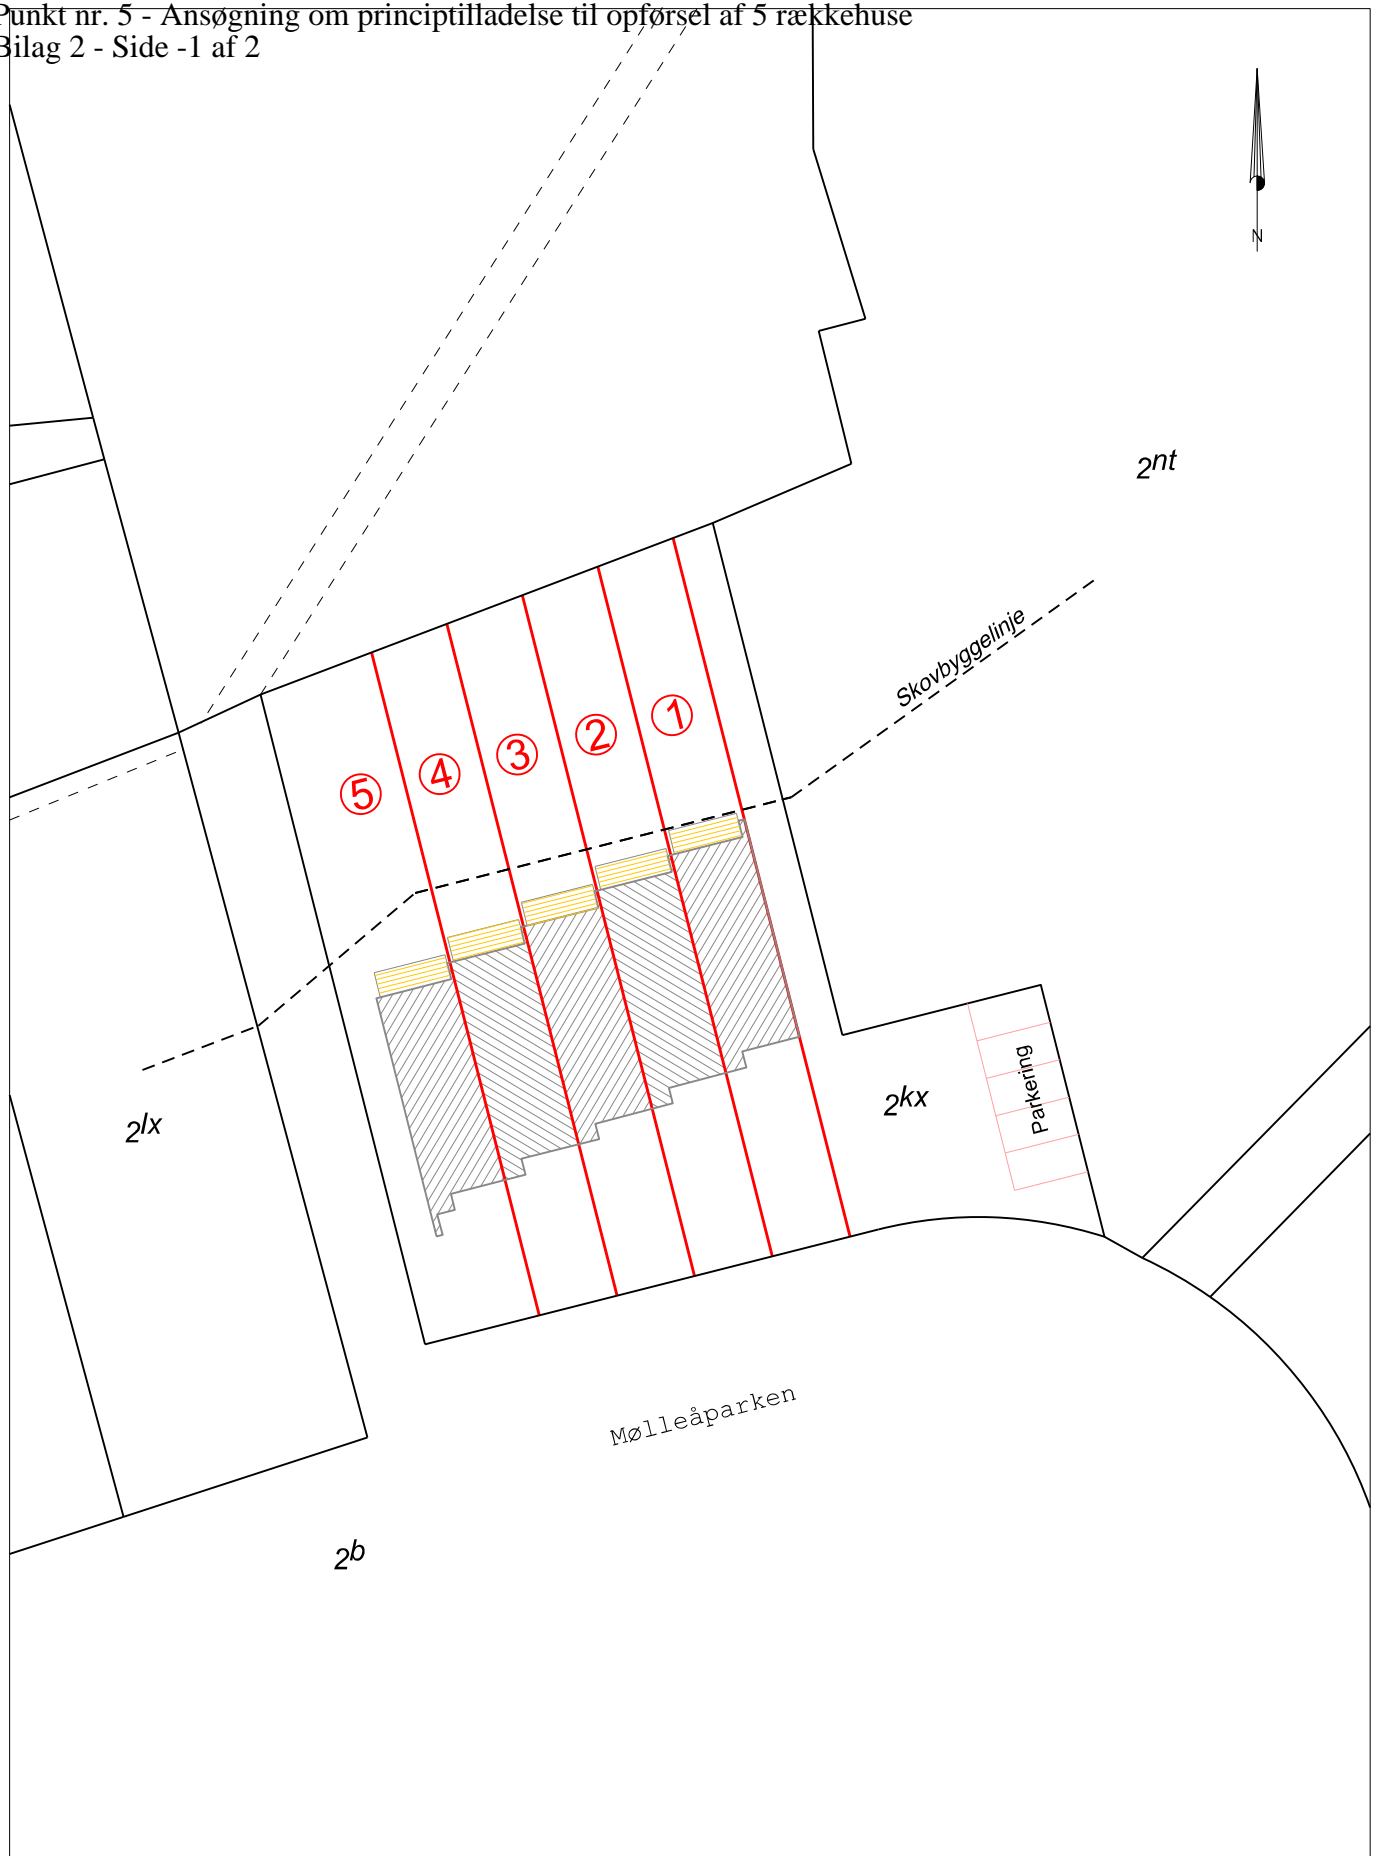 Punkt nr. 5 - Ansøgning om principtilladelse til opførsel af 5 rækkehuse
Bilag 2 - Side -1 af 2
N
2nt
Skovbyggelinje
1
2
3
4
5
2kx
Parkering
2lx
Mølleåparken
2b